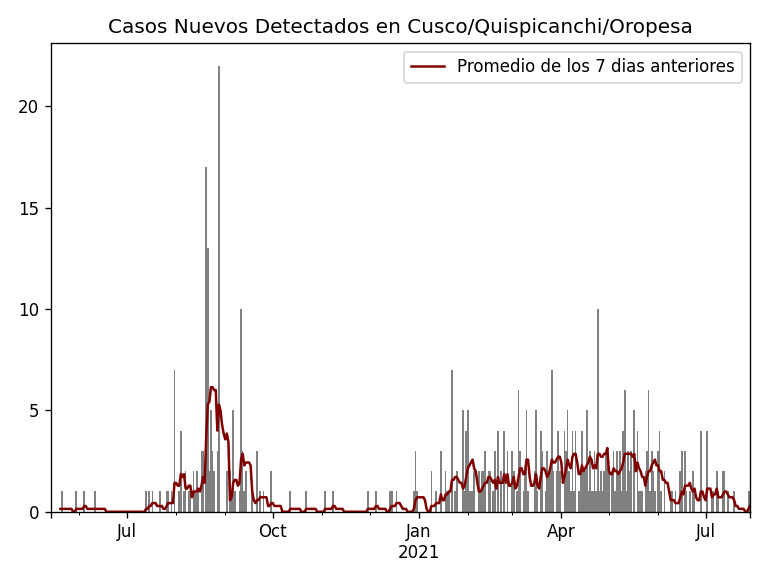 Casos Nuevos Detectados en Cusco/Quispicanchi/Oropesa
Promedio de los 7 dias anteriores
20
15
10
5
0
Jul
Oct
Jan
2021
Apr
Jul